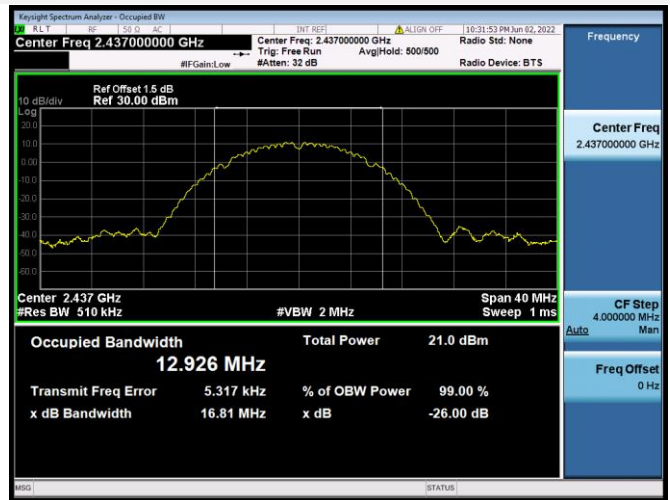 Keysight Spectrum Analyzer - Occupied BW
RLT RF 50 Ω AC INT REF ALIGN OFF 10:31:53 PM Jun 02, 2022
Center Freq 2.437000000 GHz Center Freq: 2.437000000 GHz Radio Std: None
Trig: Free Run Avg|Hold: 500/500
#IFGain:Low #Atten: 32 dB Radio Device: BTS
Frequency
Ref Offset 1.5 dB
10 dB/div Ref 30.00 dBm
Log
20.0
10.0
0.00
-10.0
-20.0
-30.0
-40.0
-50.0
-60.0
Center Freq
2.437000000 GHz
Center 2.437 GHz Span 40 MHz
#Res BW 510 kHz #VBW 2 MHz Sweep 1 ms
CF Step
4.000000 MHz
Auto Man
Occupied Bandwidth Total Power 21.0 dBm
12.926 MHz
Transmit Freq Error 5.317 kHz % of OBW Power 99.00 %
x dB Bandwidth 16.81 MHz x dB -26.00 dB
Freq Offset
0 Hz
MSG STATUS